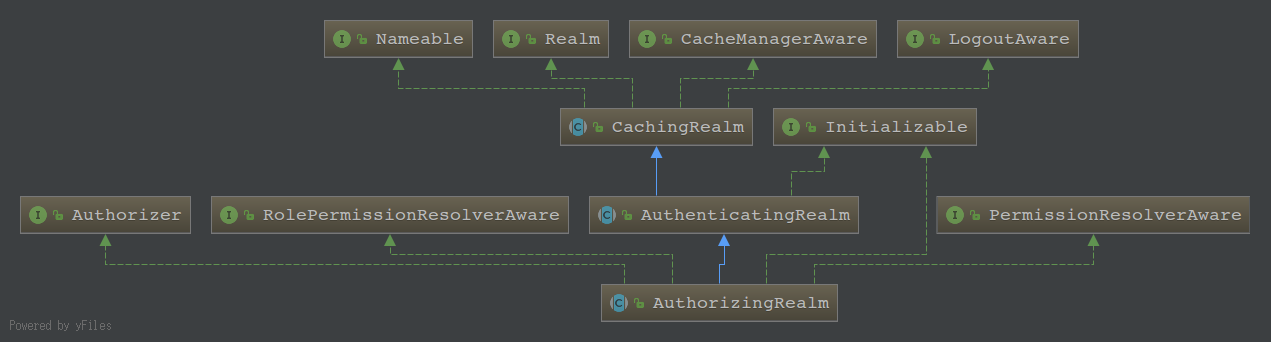 I Nameable
I Realm
I CacheManagerAware
I LogoutAware
C CachingRealm
I Initializable
I Authorizer
I RolePermissionResolverAware
C AuthenticatingRealm
I PermissionResolverAware
C AuthorizingRealm
Powered by yFiles